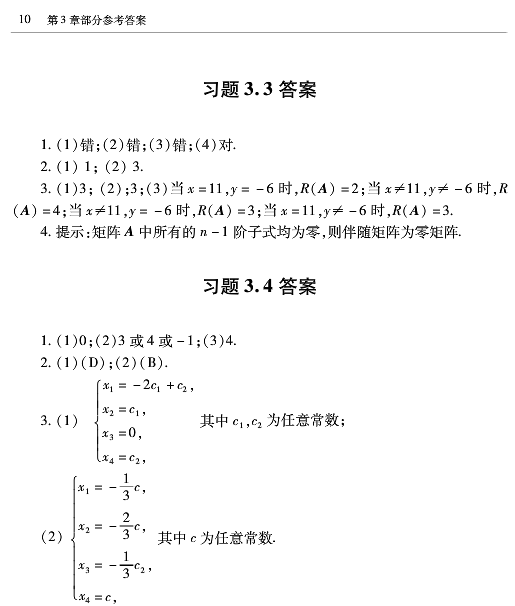 10 第3章部分参考答案
习题 3.3 答案
1. (1)错;(2)错;(3)错;(4)对.
2. (1) 1; (2) 3.
3. (1)3; (2);3;(3)当 x=11,y= -6 时,R(A)=2;当 x≠11,y≠ -6 时,R
(A)=4;当 x≠11,y= -6 时,R(A)=3;当 x=11,y≠ -6 时,R(A)=3.
4. 提示:矩阵 A 中所有的 n-1 阶子式均为零,则伴随矩阵为零矩阵.
习题 3.4 答案
1. (1)0;(2)3 或 4 或 -1;(3)4.
2. (1)(D);(2)(B).
x₁ = -2c₁ + c₂,
x₂ = c₁,
3. (1) 其中 c₁,c₂ 为任意常数;
x₃ = 0,
x₄ = c₂,
x₁ = -1/3 c,
x₂ = -2/3 c,
(2) 其中 c 为任意常数.
x₃ = -1/3 c₂,
x₄ = c,